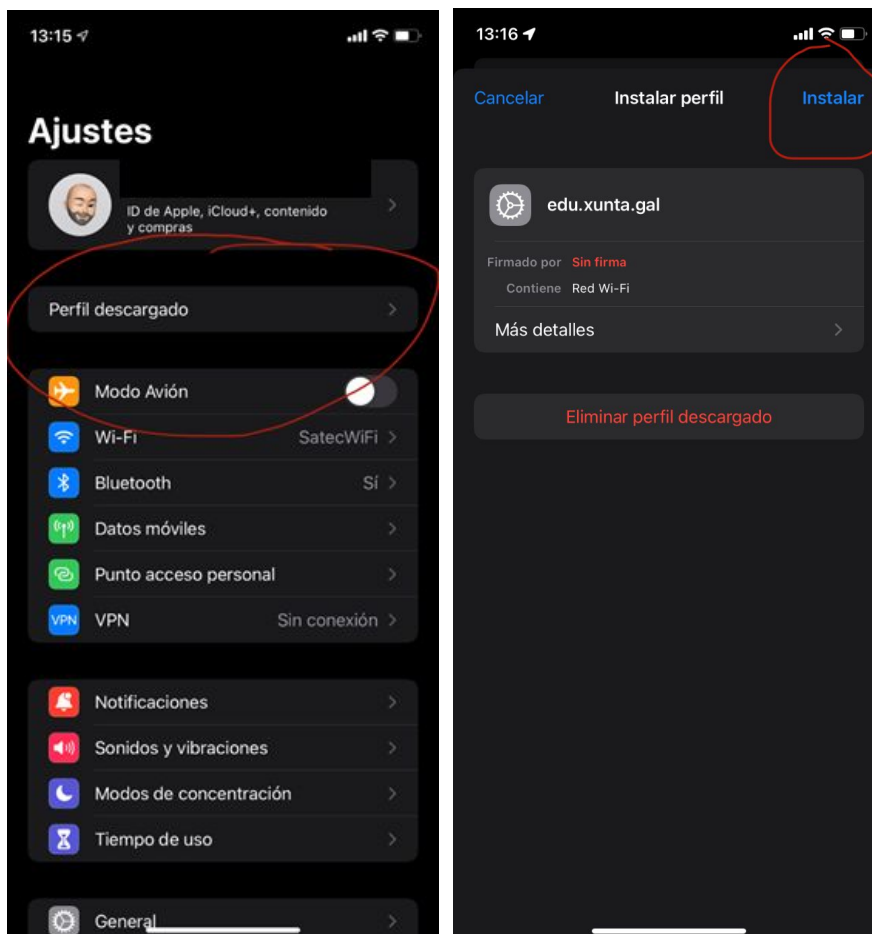 13:15
Ajustes
ID de Apple, iCloud+, contenido
y compras
Perfil descargado
Modo Avión
Wi-Fi SatecWiFi
Bluetooth Sí
Datos móviles
Punto acceso personal
VPN VPN Sin conexión
Notificaciones
Sonidos y vibraciones
Modos de concentración
Tiempo de uso
General
13:16
Cancelar Instalar perfil Instalar
edu.xunta.gal
Firmado por Sin firma
Contiene Red Wi-Fi
Más detalles
Eliminar perfil descargado